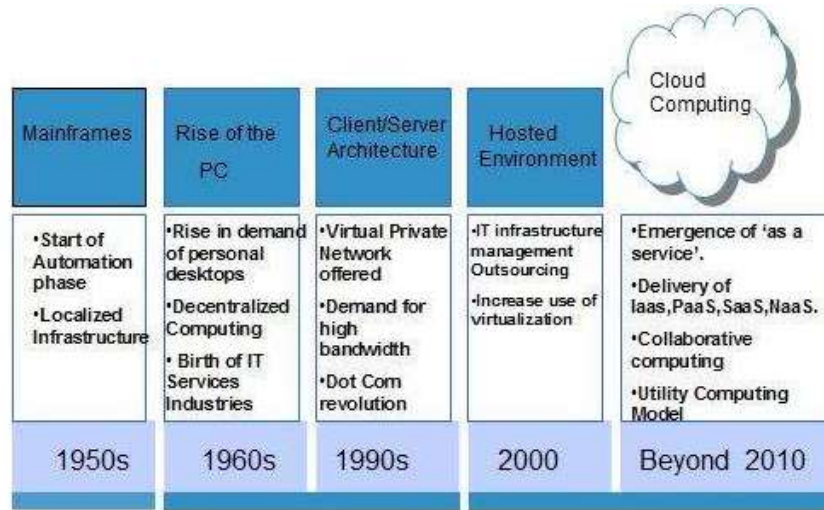 Mainframes
Rise of the
PC
Client/Server
Architecture
Hosted
Environment
Cloud
Computing
•Start of
Automation
phase
•Localized
Infrastructure
•Rise in demand
of personal
desktops
•Decentralized
Computing
• Birth of IT
Services
Industries
•Virtual Private
Network
offered
•Demand for
high
bandwidth
•Dot Com
revolution
•IT infrastructure
management
Outsourcing
•Increase use of
virtualization
•Emergence of ‘as a
service’.
•Delivery of
Iaas,PaaS,SaaS,NaaS.
•Collaborative
computing
•Utility Computing
Model
1950s
1960s
1990s
2000
Beyond 2010